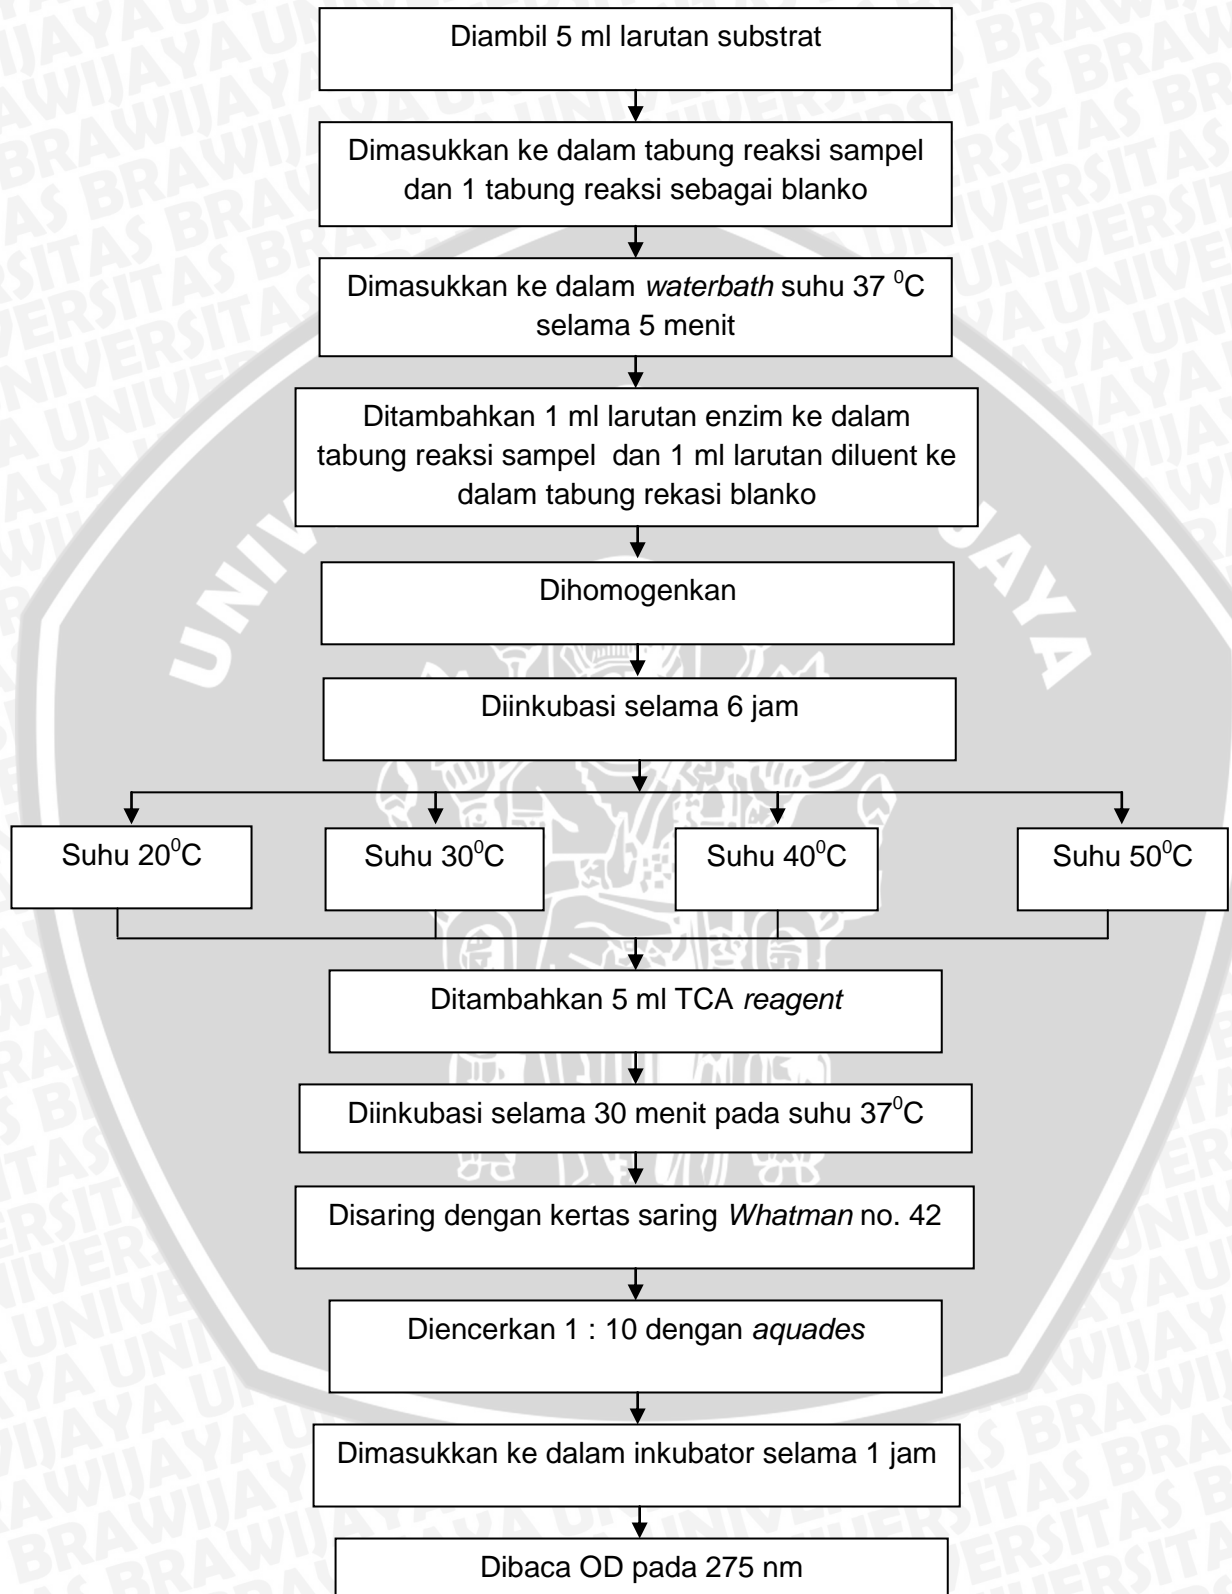 Diambil 5 ml larutan substrat
Dimasukkan ke dalam tabung reaksi sampel
dan 1 tabung reaksi sebagai blanko
Dimasukkan ke dalam waterbath suhu 37 ⁰C
selama 5 menit
Ditambahkan 1 ml larutan enzim ke dalam
tabung reaksi sampel dan 1 ml larutan diluent ke
dalam tabung rekasi blanko
Dihomogenkan
Diinkubasi selama 6 jam
Suhu 20⁰C
Suhu 30⁰C
Suhu 40⁰C
Suhu 50⁰C
Ditambahkan 5 ml TCA reagent
Diinkubasi selama 30 menit pada suhu 37⁰C
Disaring dengan kertas saring Whatman no. 42
Diencerkan 1 : 10 dengan aquades
Dimasukkan ke dalam inkubator selama 1 jam
Dibaca OD pada 275 nm